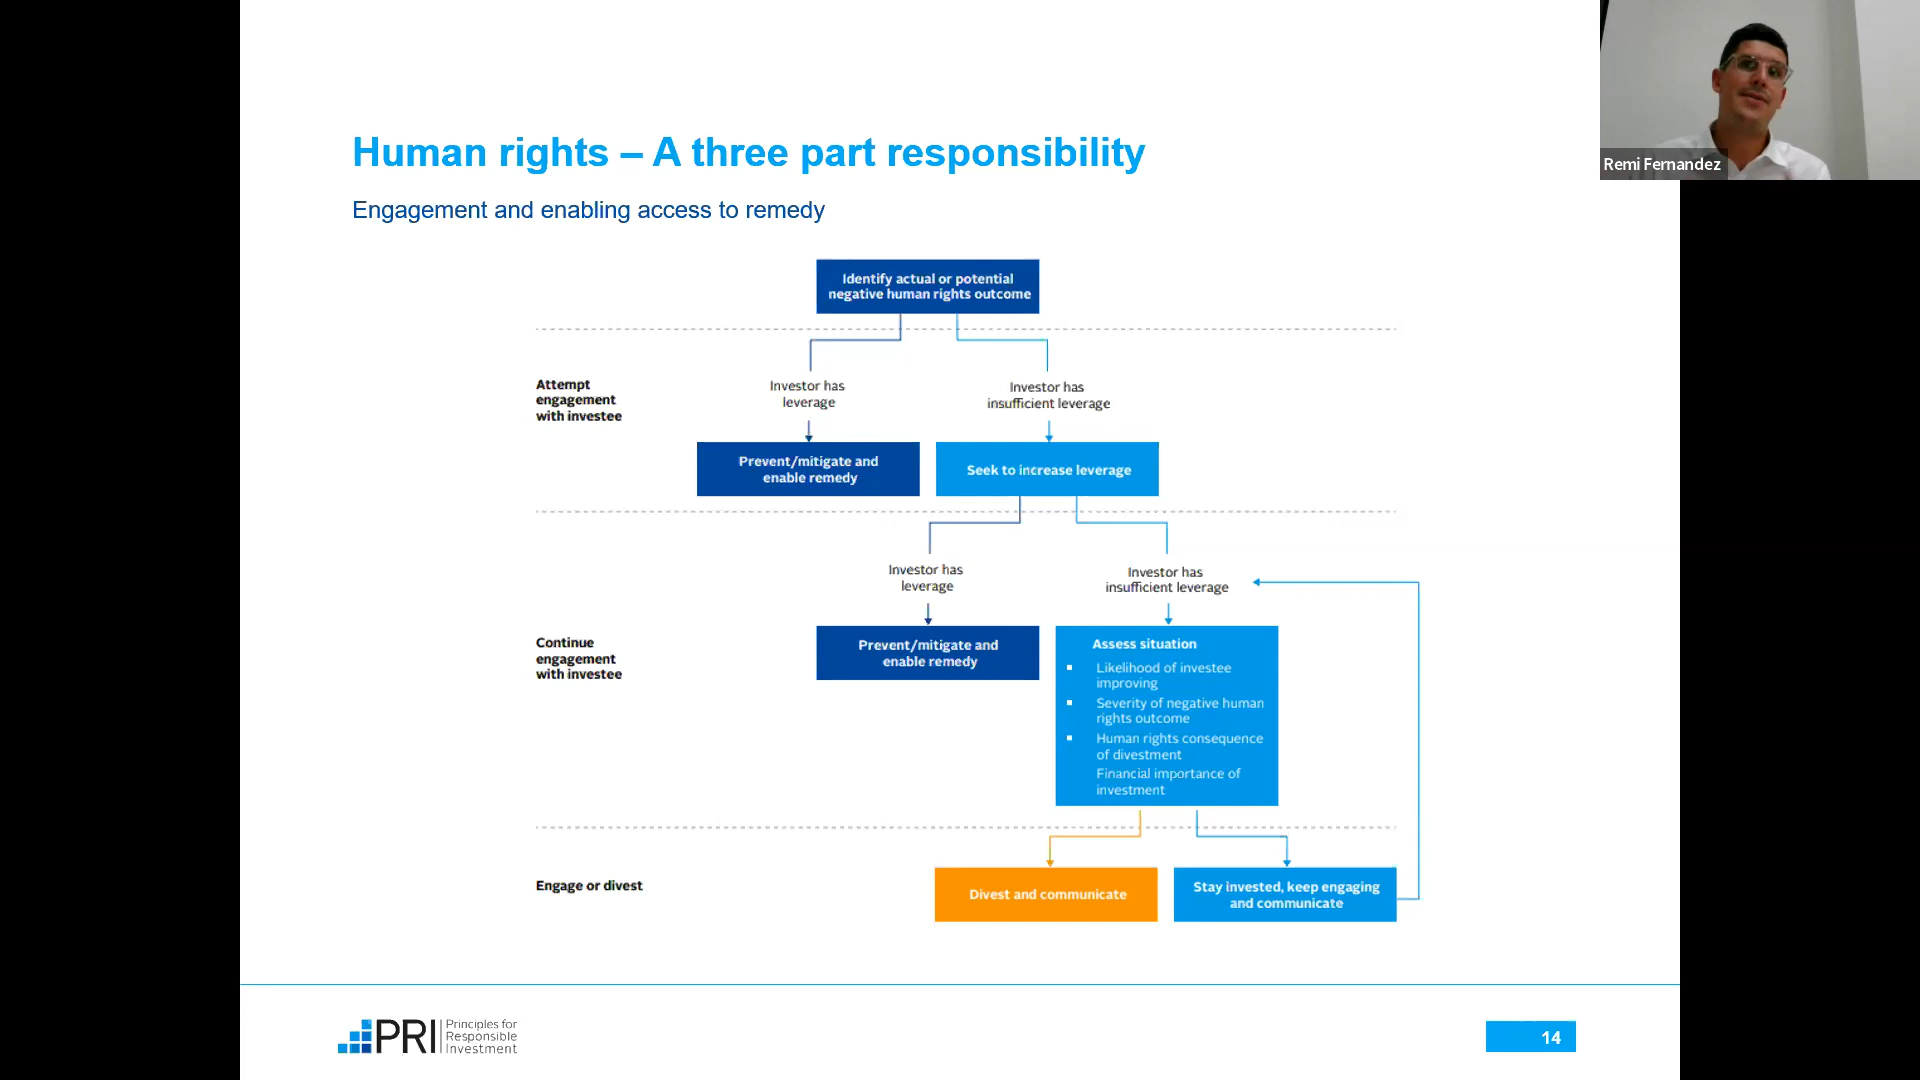 Human rights – A three part responsibility
Remi Fernandez
Engagement and enabling access to remedy
Identify actual or potential
negative human rights outcome
Attempt
engagement
with investee
Investor has
leverage
Investor has
insufficient leverage
Prevent/mitigate and
enable remedy
Seek to increase leverage
Investor has
leverage
Investor has
insufficient leverage
Continue
engagement
with investee
Prevent/mitigate and
enable remedy
Assess situation
▪ Likelihood of investee
improving
▪ Severity of negative human
rights outcome
▪ Human rights consequence
of divestment
Financial importance of
investment
Engage or divest
Divest and communicate
Stay invested, keep engaging
and communicate
PRI
Principles for
Responsible
Investment
14